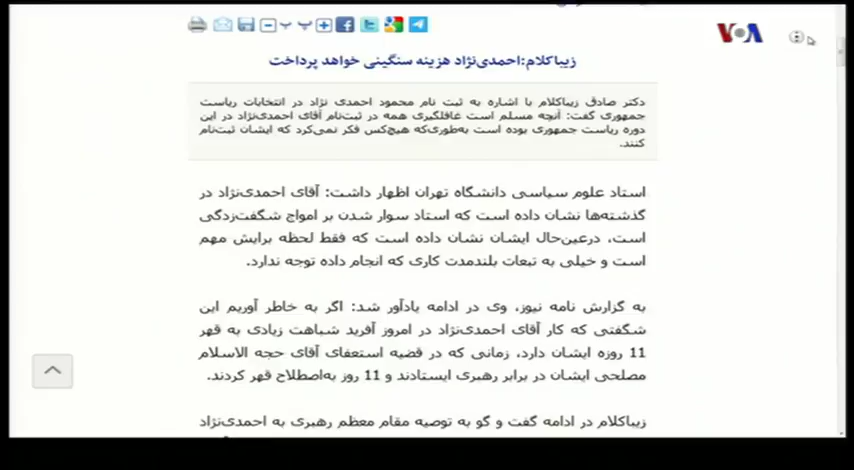 VOA
زیباکلام:احمدی‌نژاد هزینه سنگینی خواهد پرداخت
دکتر صادق زیباکلام با اشاره به ثبت نام محمود احمدی نژاد در انتخابات ریاست
جمهوری گفت: آنچه مسلم است غافلگیری همه در ثبت‌نام آقای احمدی‌نژاد در این
دوره ریاست جمهوری بوده است به‌طوری‌که هیچ‌کس فکر نمی‌کرد که ایشان ثبت‌نام
کنند.
استاد علوم سیاسی دانشگاه تهران اظهار داشت: آقای احمدی‌نژاد در
گذشته‌ها نشان داده است که استاد سوار شدن بر امواج شگفت‌زدگی
است، درعین‌حال ایشان نشان داده است که فقط لحظه برایش مهم
است و خیلی به تبعات بلندمدت کاری که انجام داده توجه ندارد.
به گزارش نامه نیوز، وی در ادامه یادآور شد: اگر به خاطر آوریم این
شگفتی که کار آقای احمدی‌نژاد در امروز آفرید شباهت زیادی به قهر
11 روزه ایشان دارد، زمانی که در قضیه استعفای آقای حجه الاسلام
مصلحی ایشان در برابر رهبری ایستادند و 11 روز به‌اصطلاح قهر کردند.
زیباکلام در ادامه گفت و گو به توصیه مقام معظم رهبری به احمدی‌نژاد